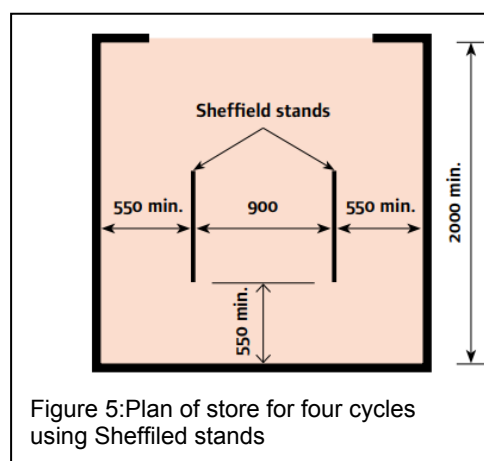 Sheffield stands
550 min.
900
550 min.
2000 min.
550 min.
Figure 5:Plan of store for four cycles
using Sheffiled stands